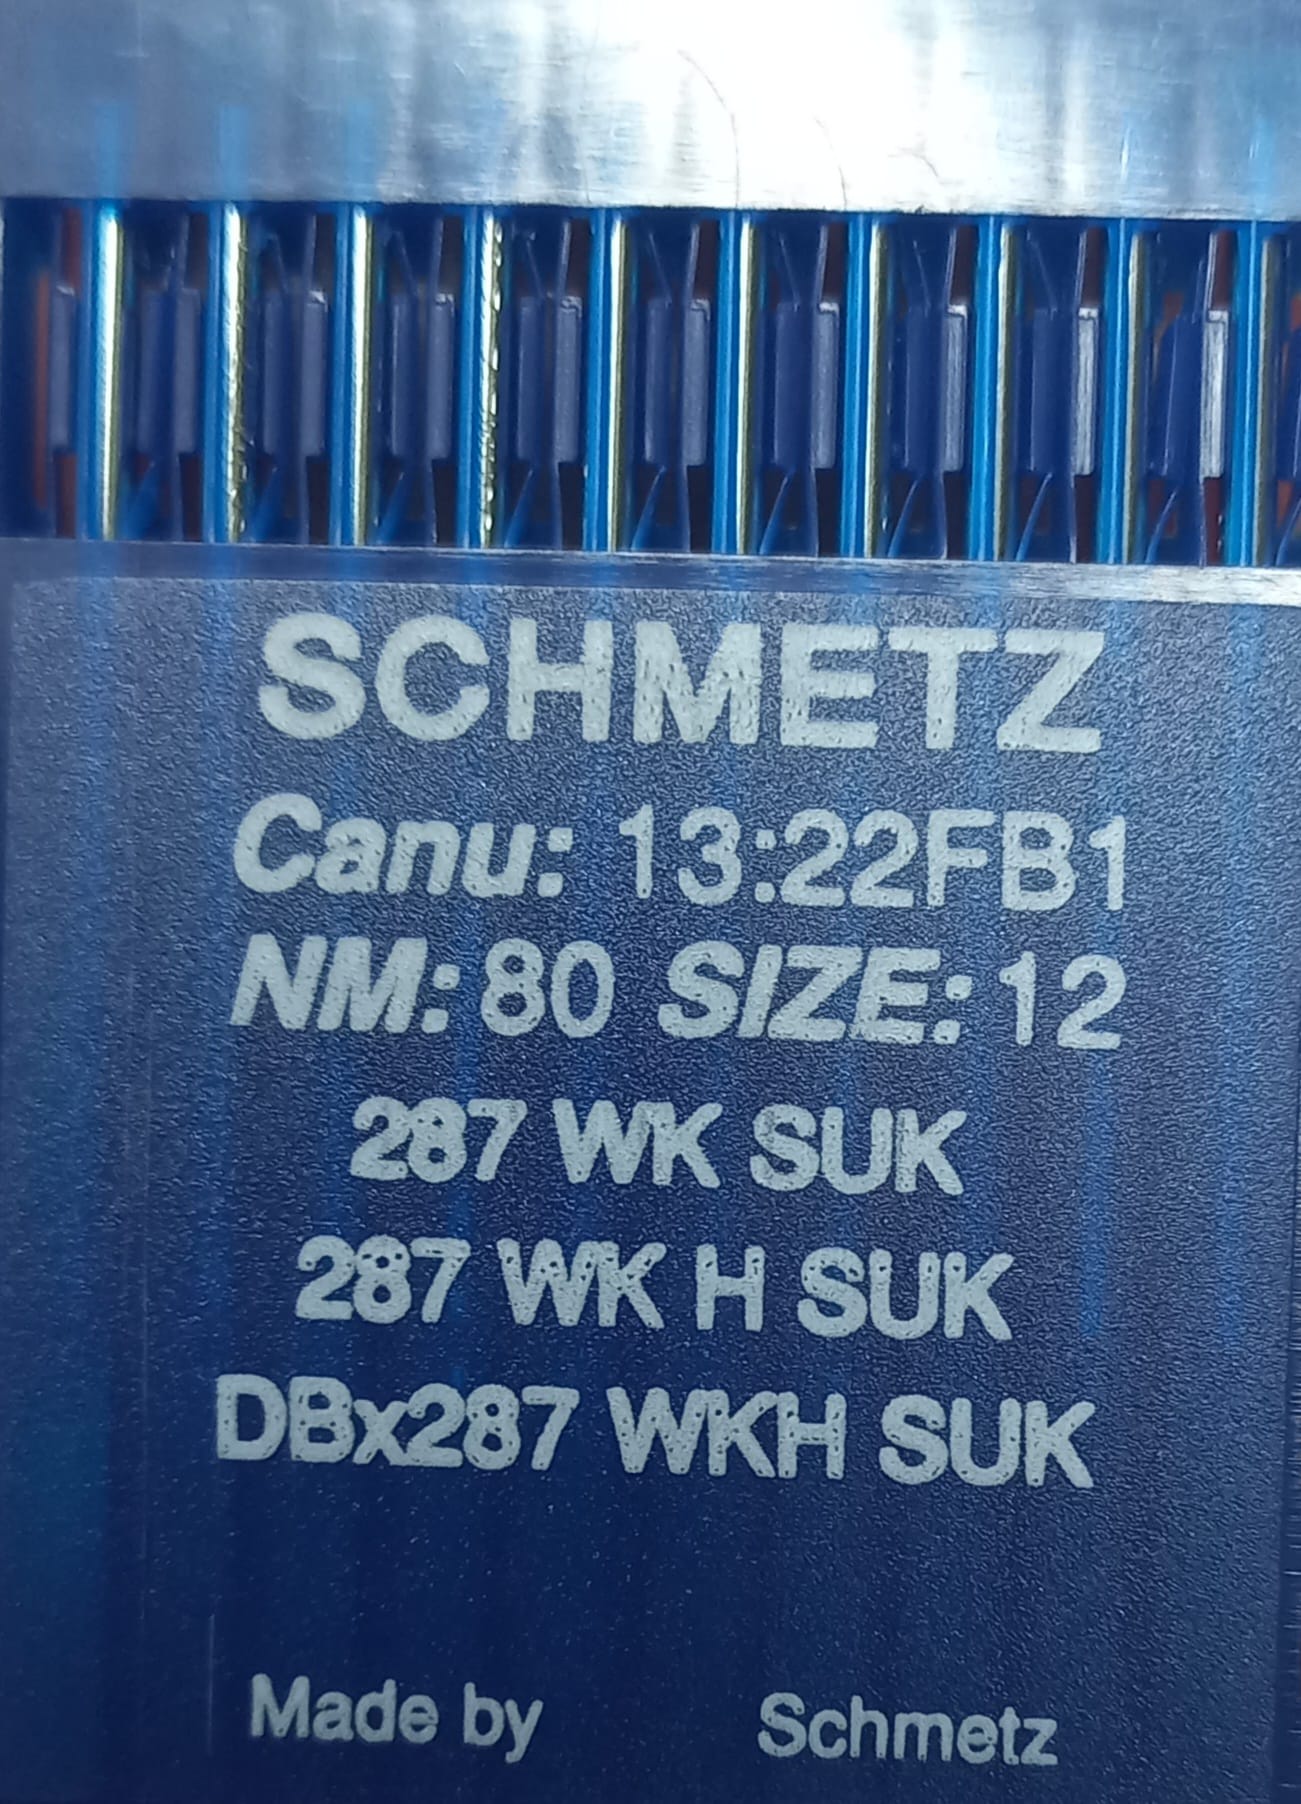 SCHMETZ
Canu: 13:22FB1
NM: 80 SIZE: 12
287 WK SUK
287 WK H SUK
DBx287 WKH SUK
Made by Schmetz